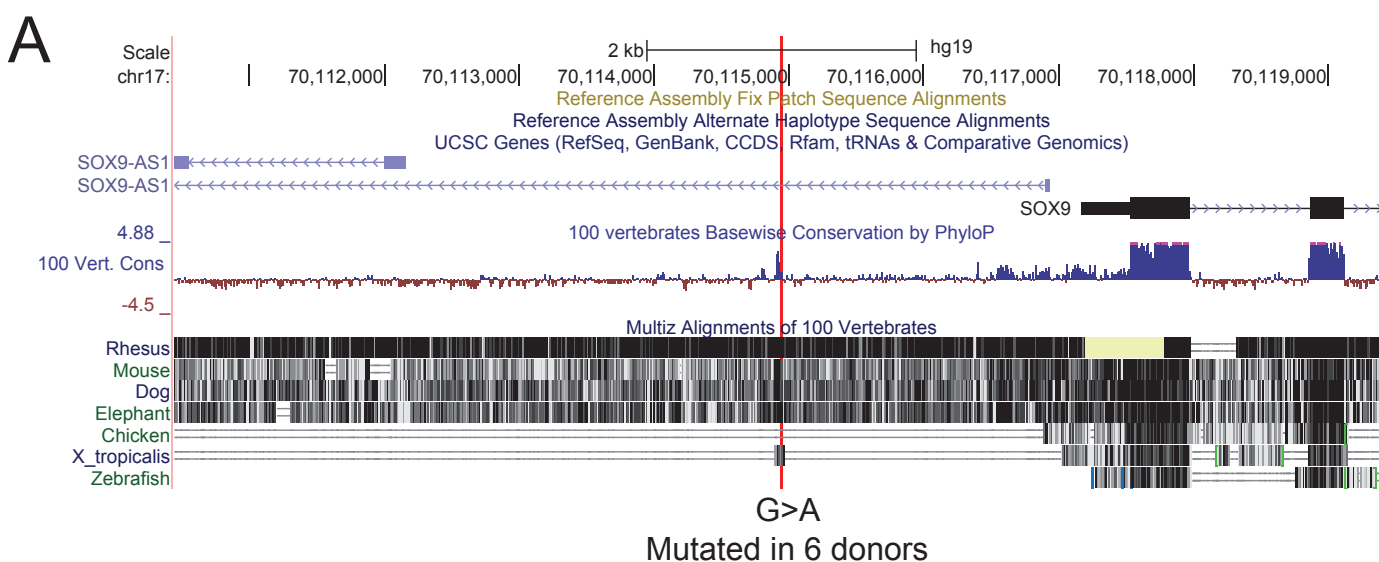 A
Scale 2 kb hg19
chr17: 70,112,000 70,113,000 70,114,000 70,115,000 70,116,000 70,117,000 70,118,000 70,119,000
Reference Assembly Fix Patch Sequence Alignments
Reference Assembly Alternate Haplotype Sequence Alignments
UCSC Genes (RefSeq, GenBank, CCDS, Rfam, tRNAs & Comparative Genomics)
SOX9-AS1
SOX9-AS1
SOX9
4.88 _ 100 vertebrates Basewise Conservation by PhyloP
100 Vert. Cons
-4.5 _
Multiz Alignments of 100 Vertebrates
Rhesus
Mouse
Dog
Elephant
Chicken
X_tropicalis
Zebrafish
G>A
Mutated in 6 donors